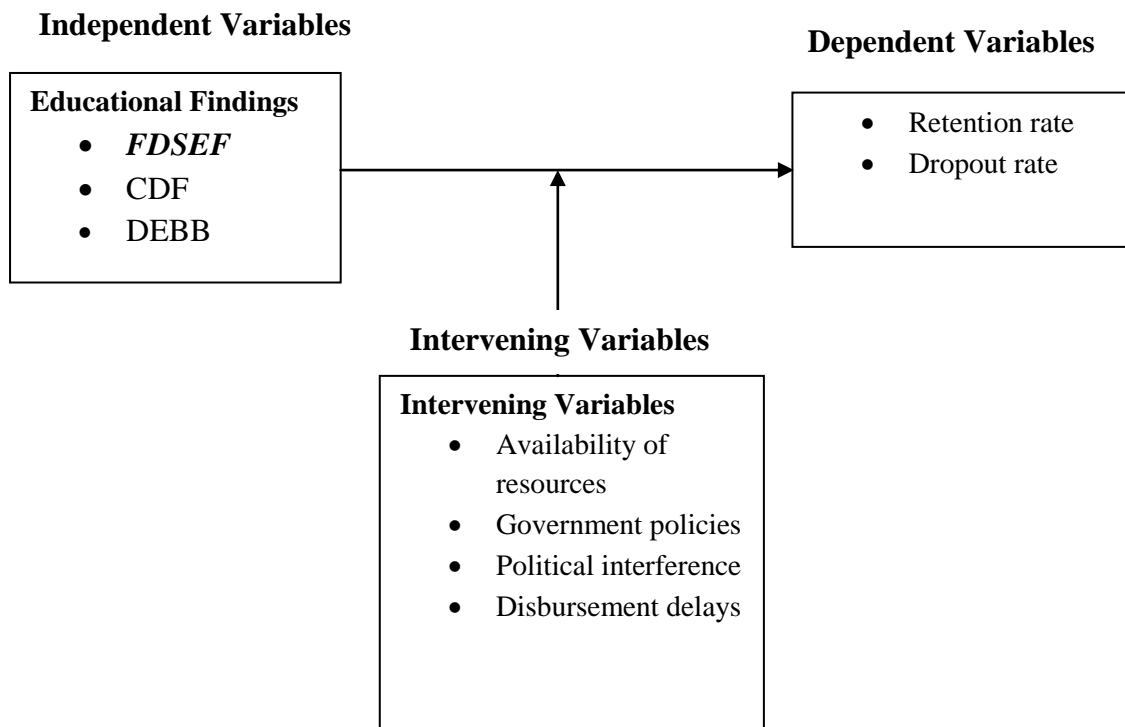 Independent Variables
Dependent Variables
Educational Findings
• FDSEF
• CDF
• DEBB
• Retention rate
• Dropout rate
Intervening Variables
Intervening Variables
• Availability of
resources
• Government policies
• Political interference
• Disbursement delays